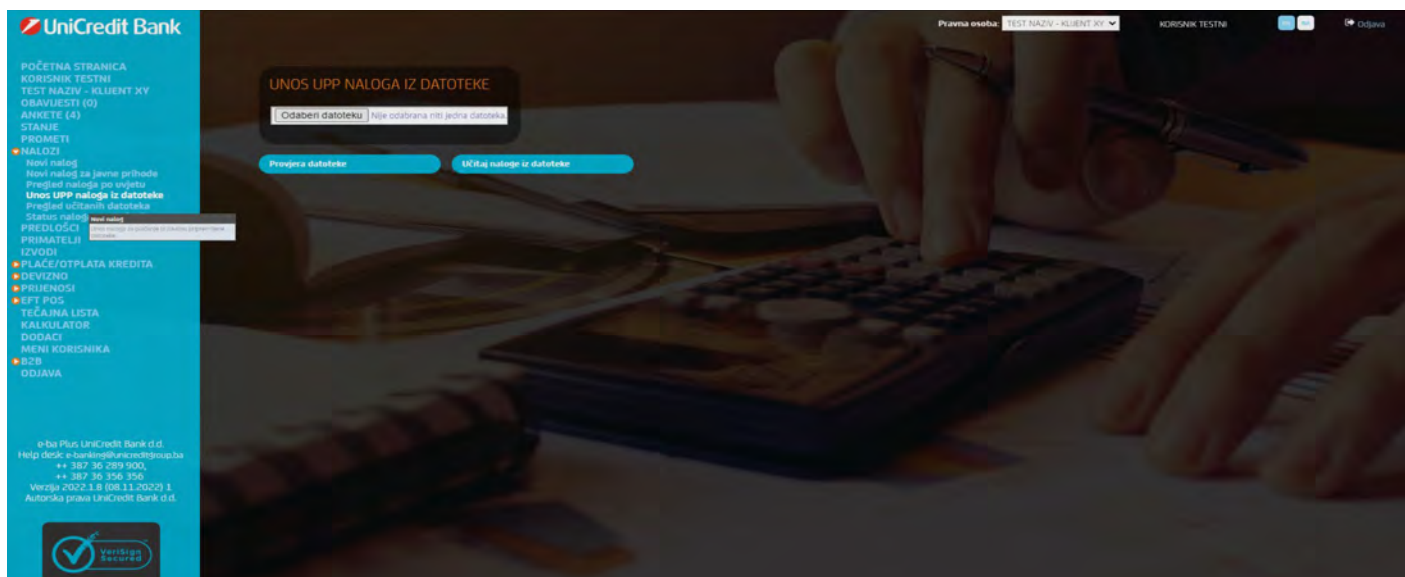 UniCredit Bank
Pravna osoba: TEST NAZIV - KLIJENT XY
KORISNIK TESTNI
Odjava
POČETNA STRANICA
KORISNIK TESTNI
TEST NAZIV - KLIJENT XY
OBAVIJESTI (0)
ANKETE (4)
STANJE
PROMETI
NALOZI
Novi nalog
Novi nalog za javne prihode
Pregled naloga po uvjetu
Unos UPP naloga iz datoteke
Pregled učitanih datoteka
Status nalog
Novi nalog
PREDLOŠCI
PRIMATELJI
IZVODI
PLAĆE/OTPLATA KREDITA
DEVIZNO
PRIJENOSI
EFT POS
TEČAJNA LISTA
KALKULATOR
DODACI
MENI KORISNIKA
B2B
ODJAVA
UNOS UPP NALOGA IZ DATOTEKE
Odaberi datoteku Nije odabrana niti jedna datoteka.
Provjera datoteke
Učitaj naloge iz datoteke
e-ba Plus UniCredit Bank d.d.
Help desk: e-banking@unicreditgroup.ba
++ 387 36 289 900,
++ 387 36 356 356
Verzija 2022.1.8 (08.11.2022) 1
Autorska prava UniCredit Bank d.d.
VeriSign
Secured